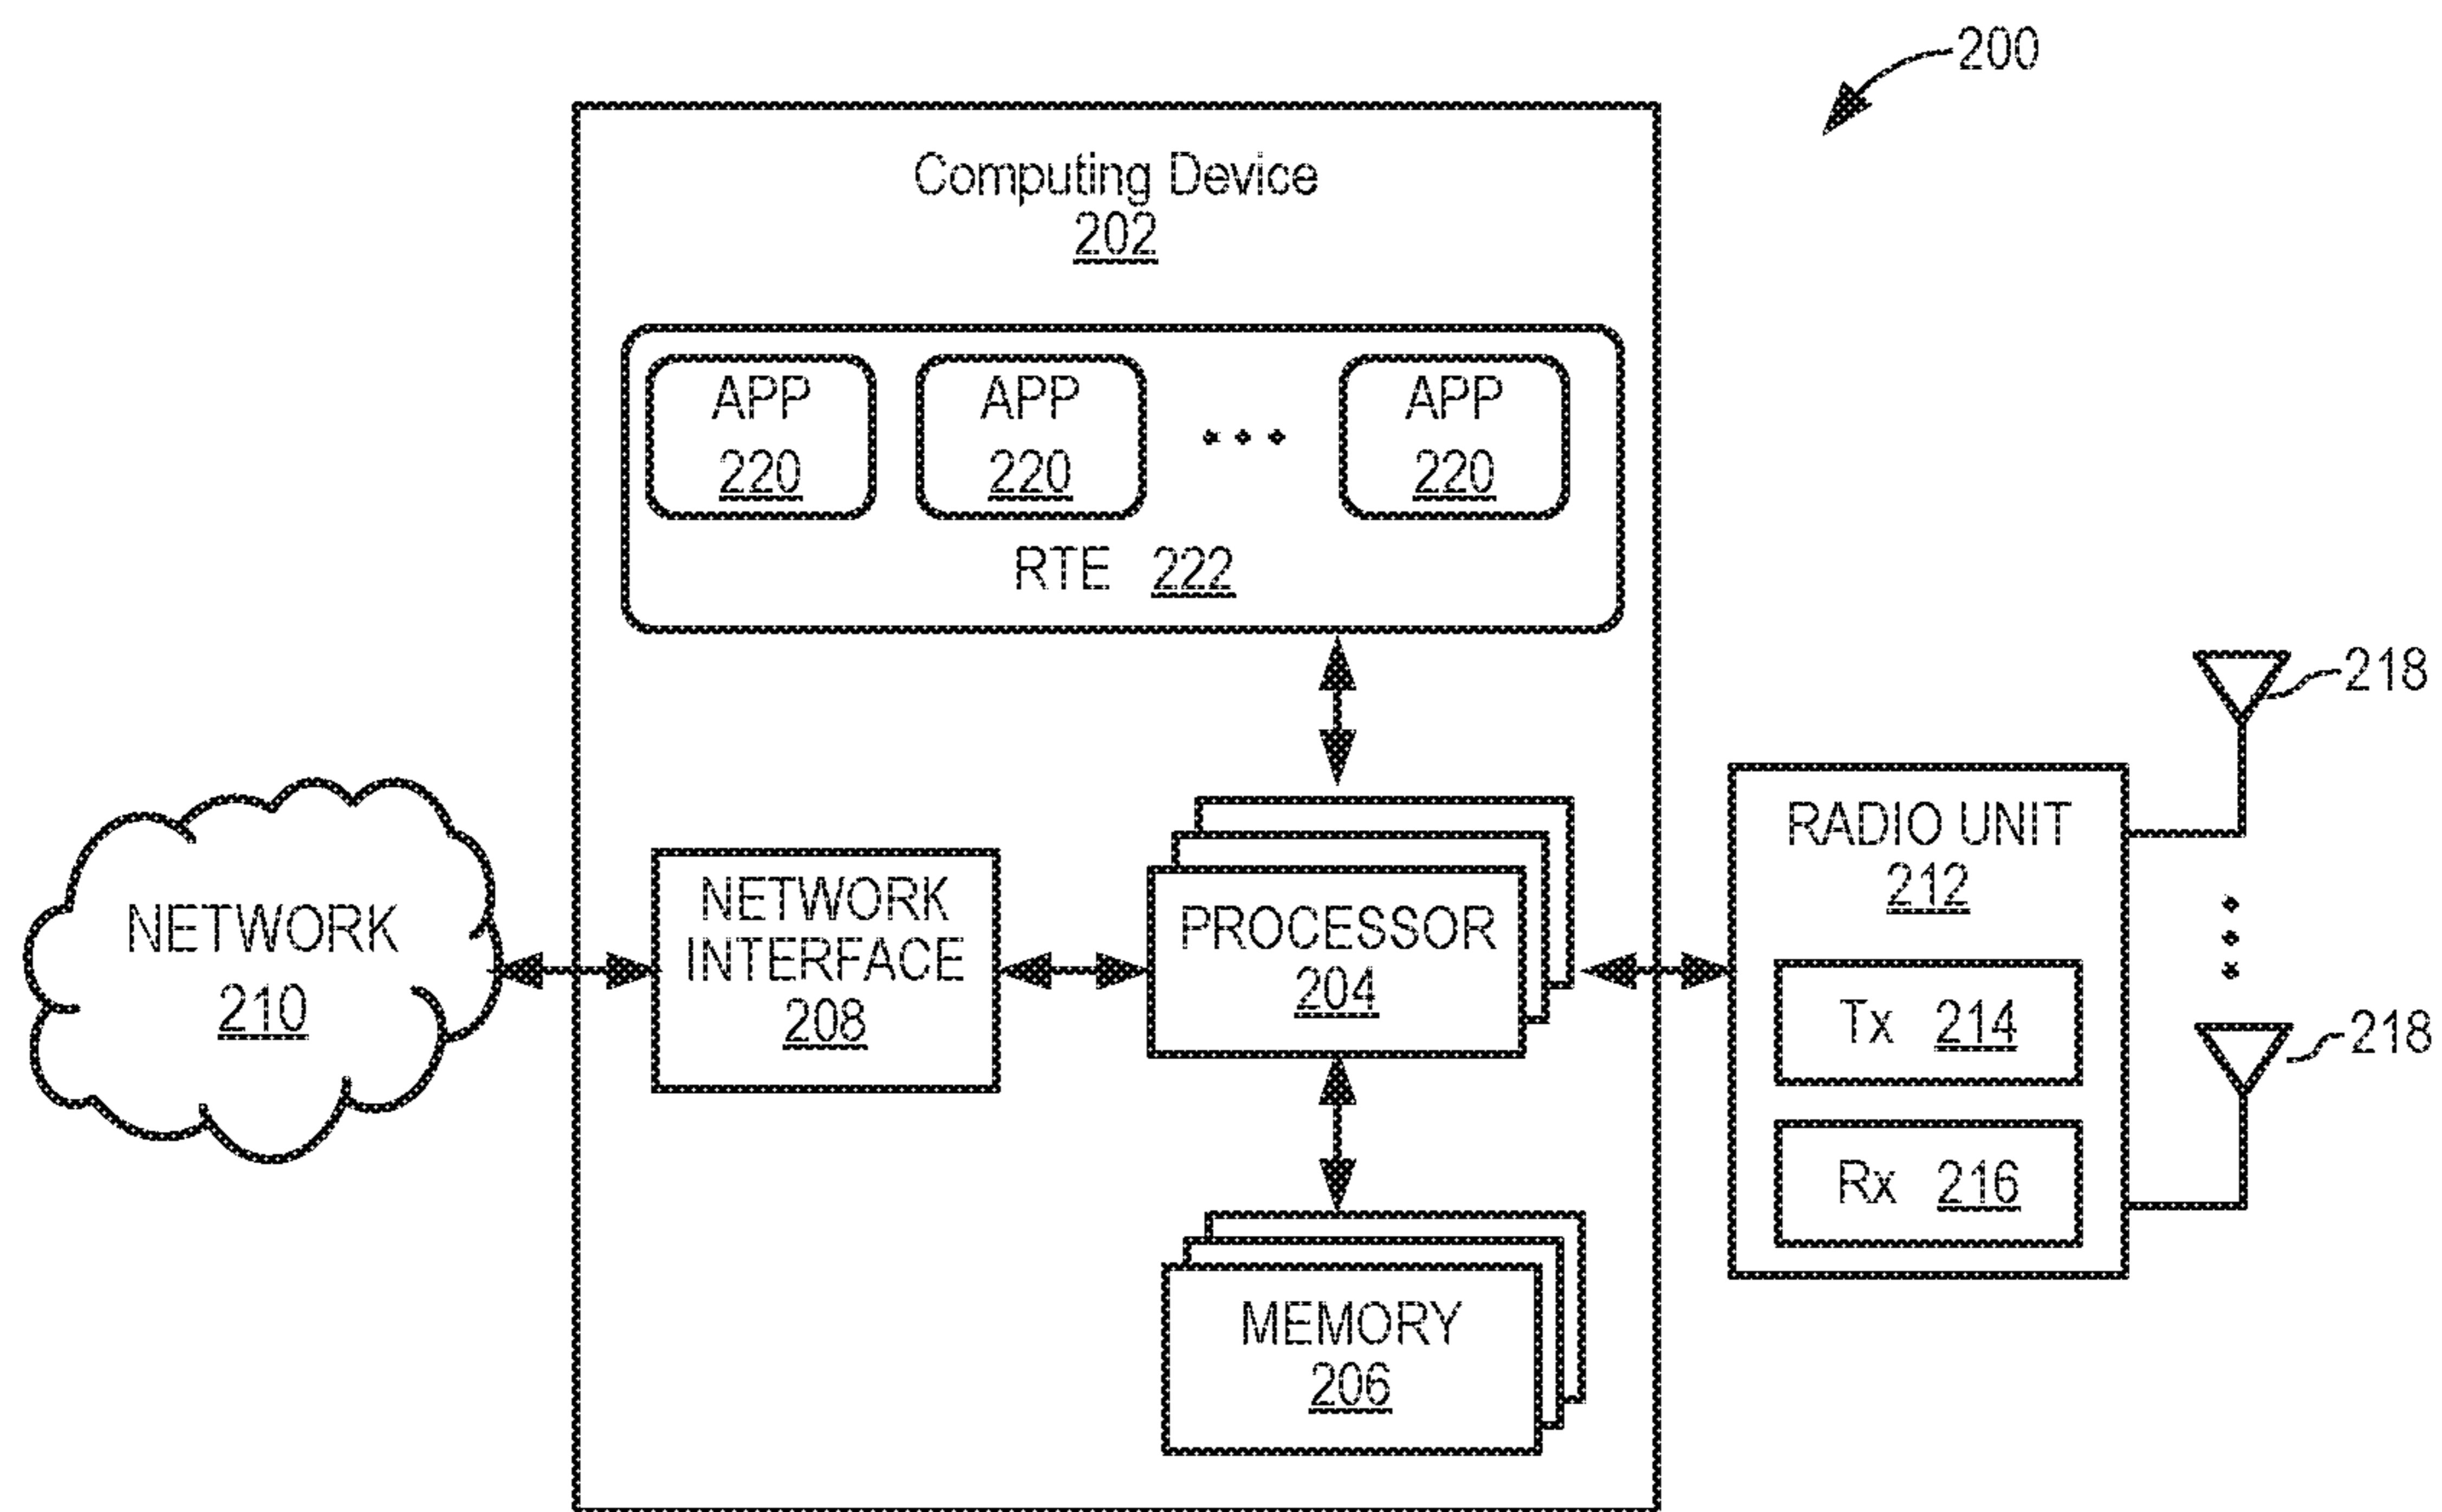 200
Computing Device
202
APP
220
APP
220
APP
220
RTE 222
NETWORK
210
NETWORK
INTERFACE
208
PROCESSOR
204
MEMORY
206
RADIO UNIT
212
Tx 214
Rx 216
218
218